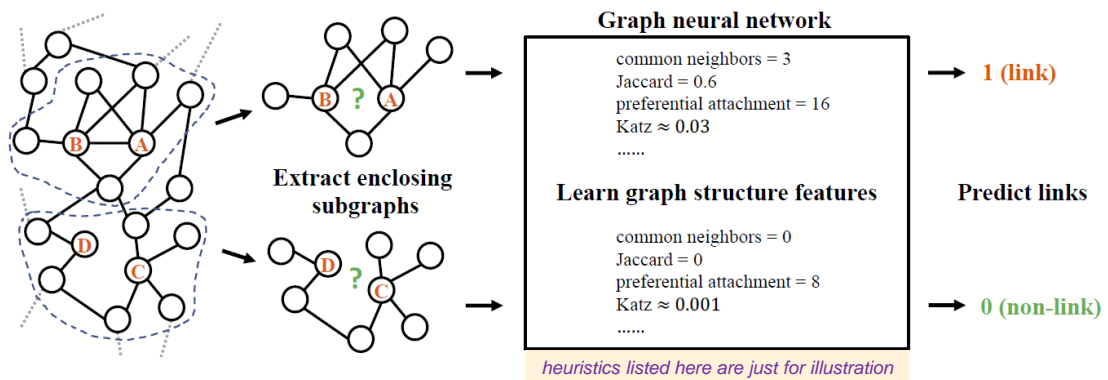 B
A
D
C
Extract enclosing
subgraphs
B
?
A
D
?
C
Graph neural network
common neighbors = 3
Jaccard = 0.6
preferential attachment = 16
Katz ≈ 0.03
......
Learn graph structure features
common neighbors = 0
Jaccard = 0
preferential attachment = 8
Katz ≈ 0.001
......
heuristics listed here are just for illustration
1 (link)
Predict links
0 (non-link)